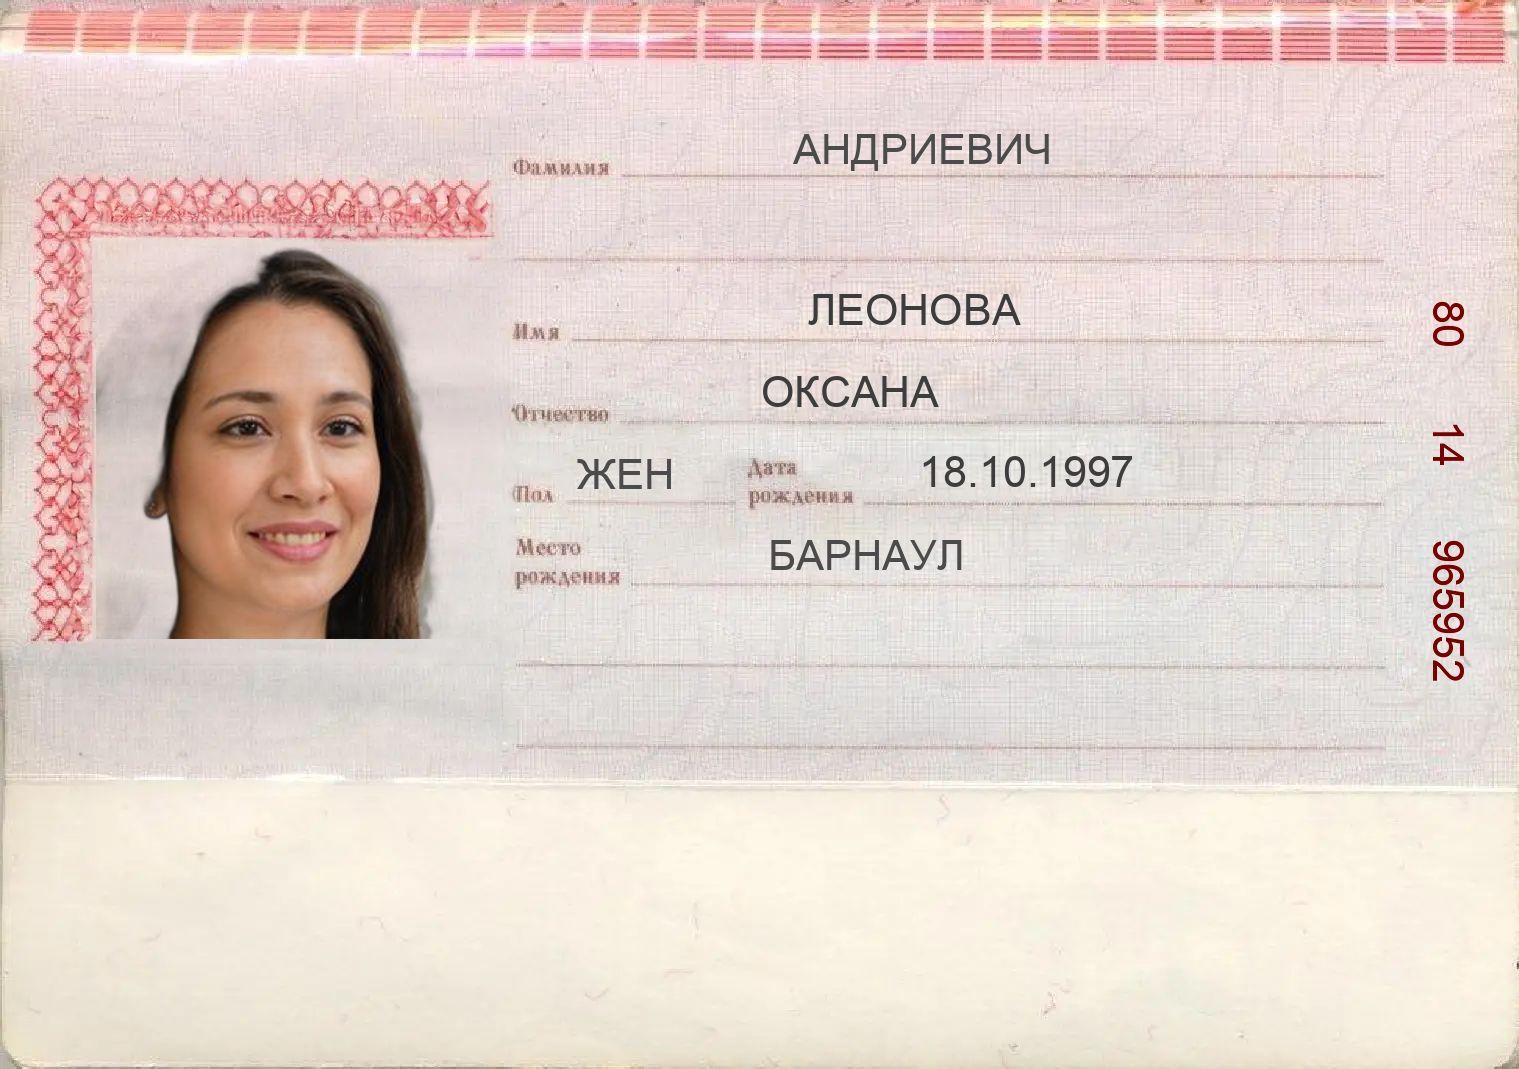 Фамилия АНДРИЕВИЧ
Имя ЛЕОНОВА
Отчество ОКСАНА
Пол ЖЕН Дата рождения 18.10.1997
Место рождения БАРНАУЛ
80 14 965952